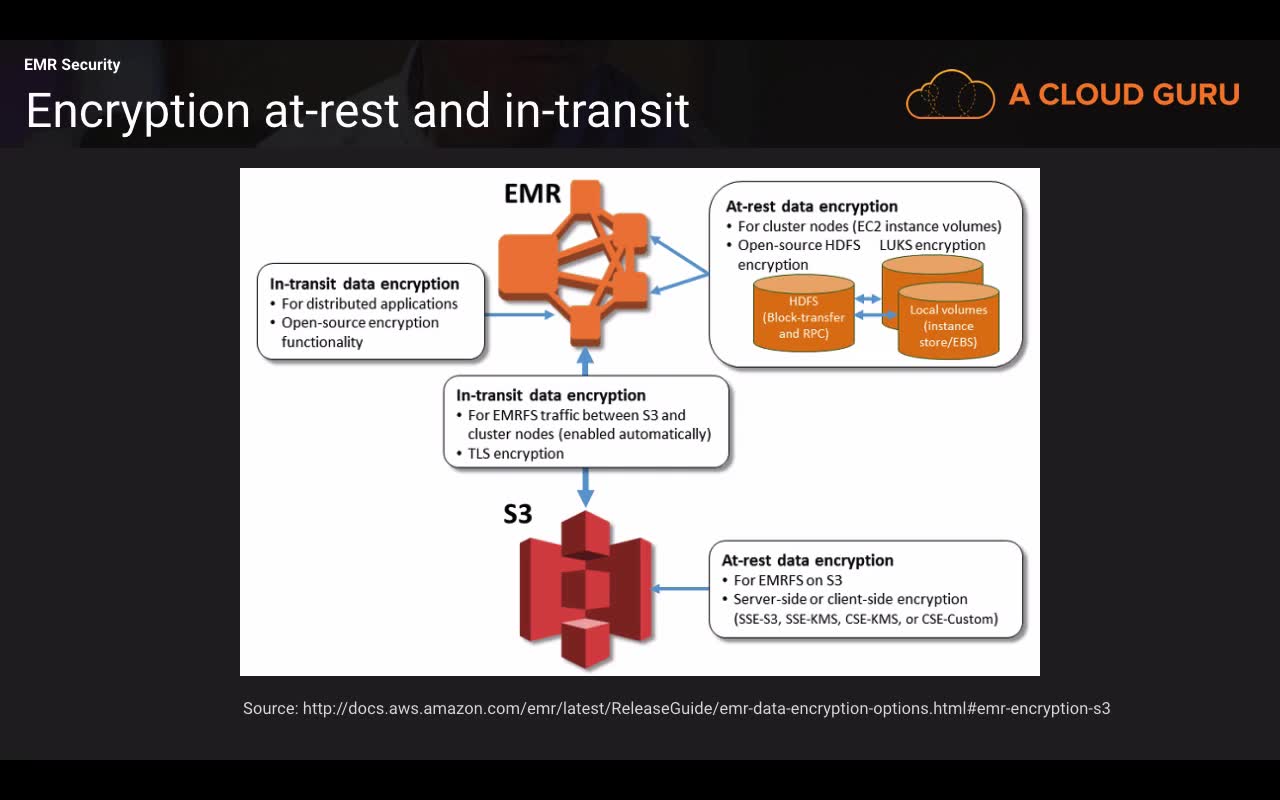 EMR Security
Encryption at-rest and in-transit
A CLOUD GURU
EMR
At-rest data encryption
• For cluster nodes (EC2 instance volumes)
• Open-source HDFS encryption
LUKS encryption
HDFS
(Block-transfer
and RPC)
Local volumes
(instance
store/EBS)
In-transit data encryption
• For distributed applications
• Open-source encryption
functionality
In-transit data encryption
• For EMRFS traffic between S3 and
cluster nodes (enabled automatically)
• TLS encryption
S3
At-rest data encryption
• For EMRFS on S3
• Server-side or client-side encryption
(SSE-S3, SSE-KMS, CSE-KMS, or CSE-Custom)
Source: http://docs.aws.amazon.com/emr/latest/ReleaseGuide/emr-data-encryption-options.html#emr-encryption-s3